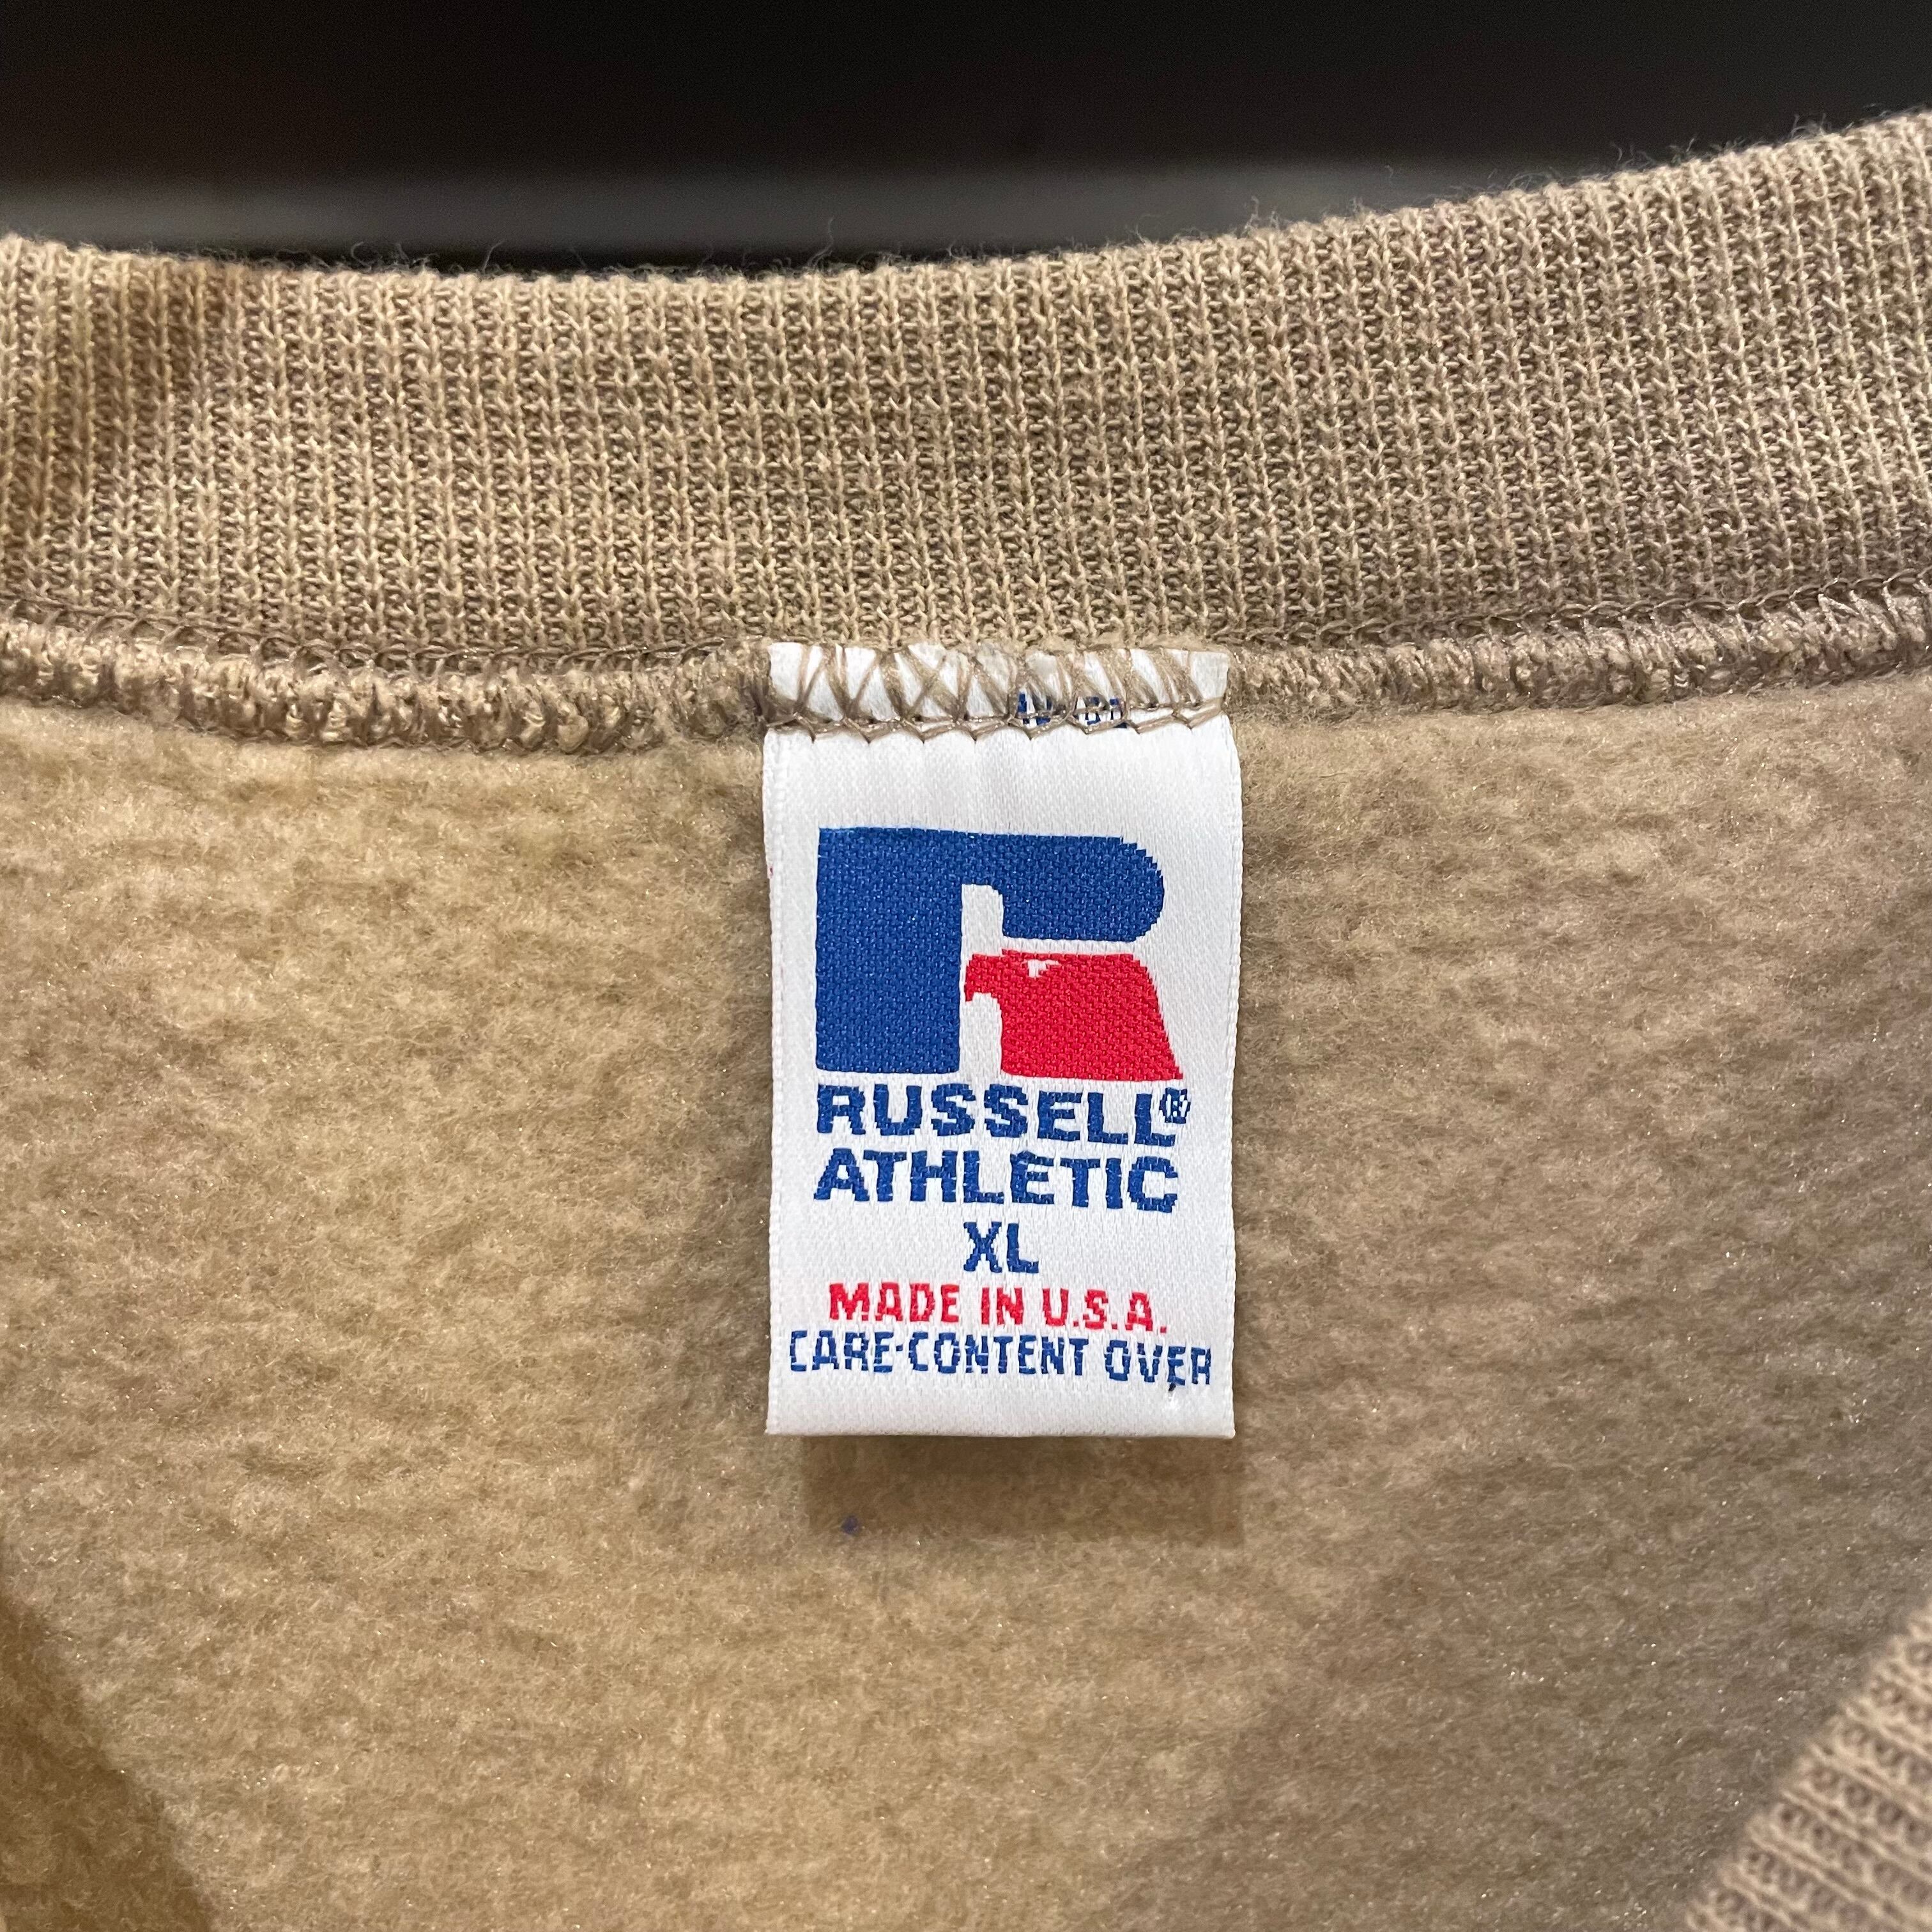 RUSSELL®
ATHLETIC
XL
MADE IN U.S.A.
CARE·CONTENT OVER